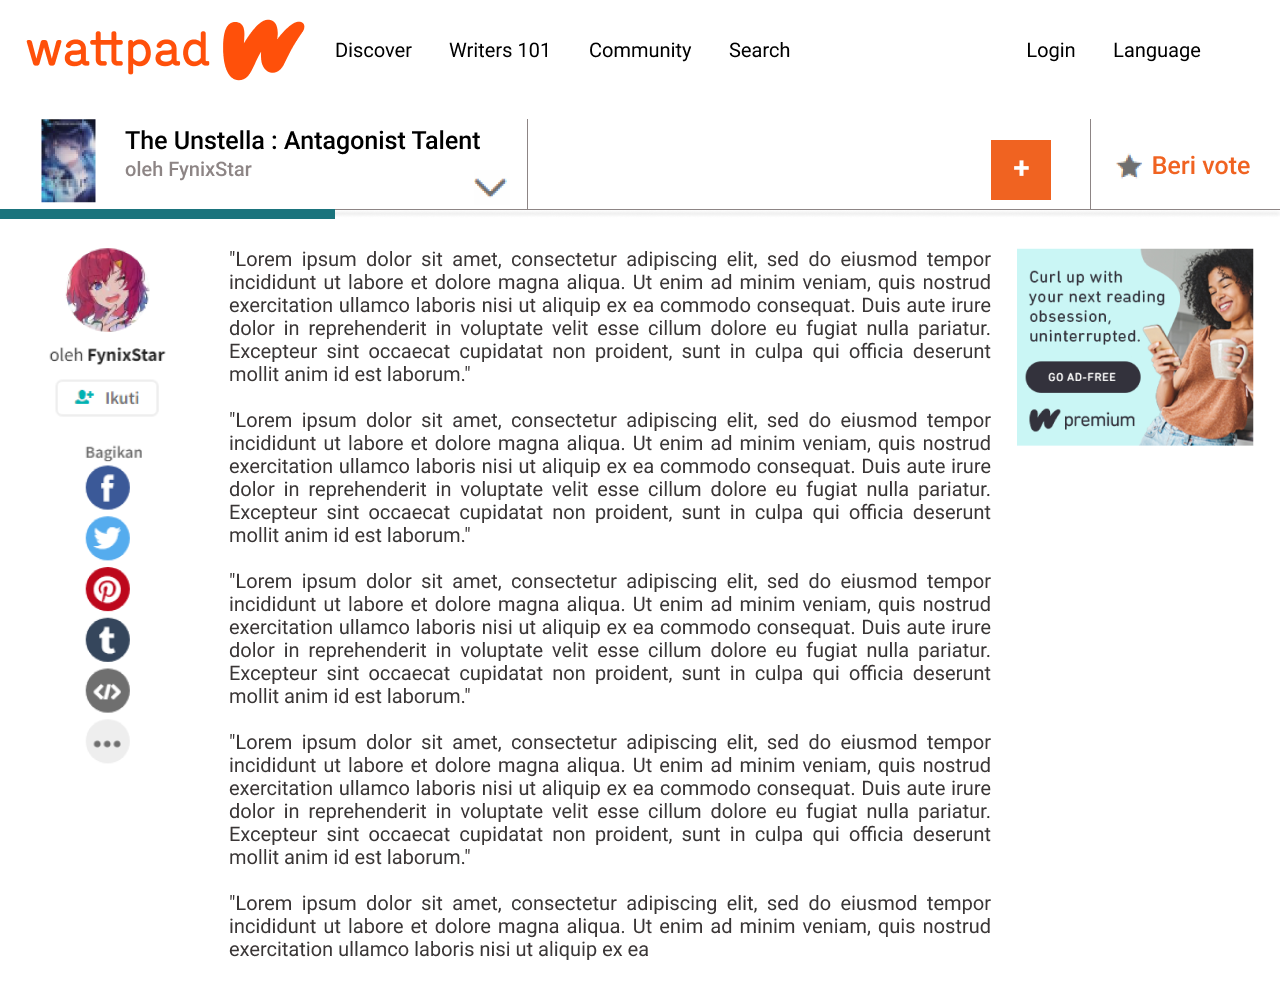 wattpad
Discover
Writers 101
Community
Search
Login
Language
The Unstella : Antagonist Talent
oleh FynixStar
+
Beri vote
oleh FynixStar
Ikuti
Bagikan
"Lorem ipsum dolor sit amet, consectetur adipiscing elit, sed do eiusmod tempor
incididunt ut labore et dolore magna aliqua. Ut enim ad minim veniam, quis nostrud
exercitation ullamco laboris nisi ut aliquip ex ea commodo consequat. Duis aute irure
dolor in reprehenderit in voluptate velit esse cillum dolore eu fugiat nulla pariatur.
Excepteur sint occaecat cupidatat non proident, sunt in culpa qui officia deserunt
mollit anim id est laborum."
"Lorem ipsum dolor sit amet, consectetur adipiscing elit, sed do eiusmod tempor
incididunt ut labore et dolore magna aliqua. Ut enim ad minim veniam, quis nostrud
exercitation ullamco laboris nisi ut aliquip ex ea commodo consequat. Duis aute irure
dolor in reprehenderit in voluptate velit esse cillum dolore eu fugiat nulla pariatur.
Excepteur sint occaecat cupidatat non proident, sunt in culpa qui officia deserunt
mollit anim id est laborum."
"Lorem ipsum dolor sit amet, consectetur adipiscing elit, sed do eiusmod tempor
incididunt ut labore et dolore magna aliqua. Ut enim ad minim veniam, quis nostrud
exercitation ullamco laboris nisi ut aliquip ex ea commodo consequat. Duis aute irure
dolor in reprehenderit in voluptate velit esse cillum dolore eu fugiat nulla pariatur.
Excepteur sint occaecat cupidatat non proident, sunt in culpa qui officia deserunt
mollit anim id est laborum."
"Lorem ipsum dolor sit amet, consectetur adipiscing elit, sed do eiusmod tempor
incididunt ut labore et dolore magna aliqua. Ut enim ad minim veniam, quis nostrud
exercitation ullamco laboris nisi ut aliquip ex ea commodo consequat. Duis aute irure
dolor in reprehenderit in voluptate velit esse cillum dolore eu fugiat nulla pariatur.
Excepteur sint occaecat cupidatat non proident, sunt in culpa qui officia deserunt
mollit anim id est laborum."
"Lorem ipsum dolor sit amet, consectetur adipiscing elit, sed do eiusmod tempor
incididunt ut labore et dolore magna aliqua. Ut enim ad minim veniam, quis nostrud
exercitation ullamco laboris nisi ut aliquip ex ea
Curl up with
your next reading
obsession,
uninterrupted.
GO AD-FREE
premium